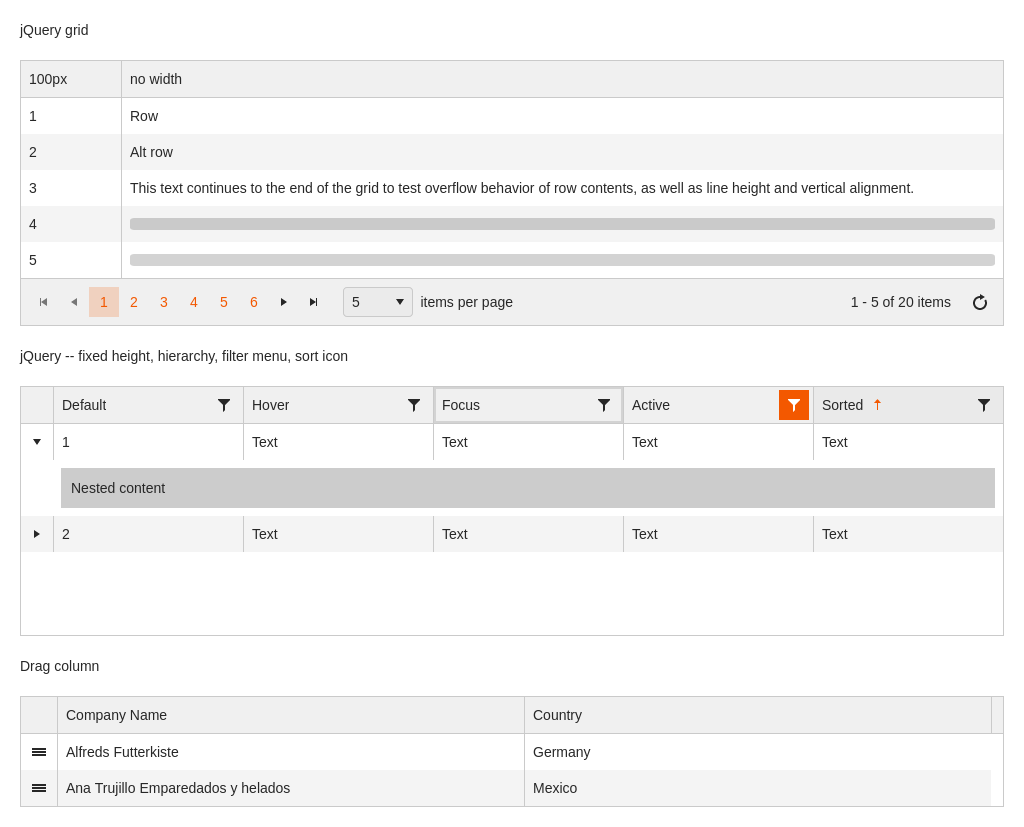 jQuery grid
100px no width
1 Row
2 Alt row
3 This text continues to the end of the grid to test overflow behavior of row contents, as well as line height and vertical alignment.
4
5
1 2 3 4 5 6 5 items per page 1 - 5 of 20 items
jQuery -- fixed height, hierarchy, filter menu, sort icon
Default Hover Focus Active Sorted
1 Text Text Text Text
Nested content
2 Text Text Text Text
Drag column
Company Name Country
Alfreds Futterkiste Germany
Ana Trujillo Emparedados y helados Mexico